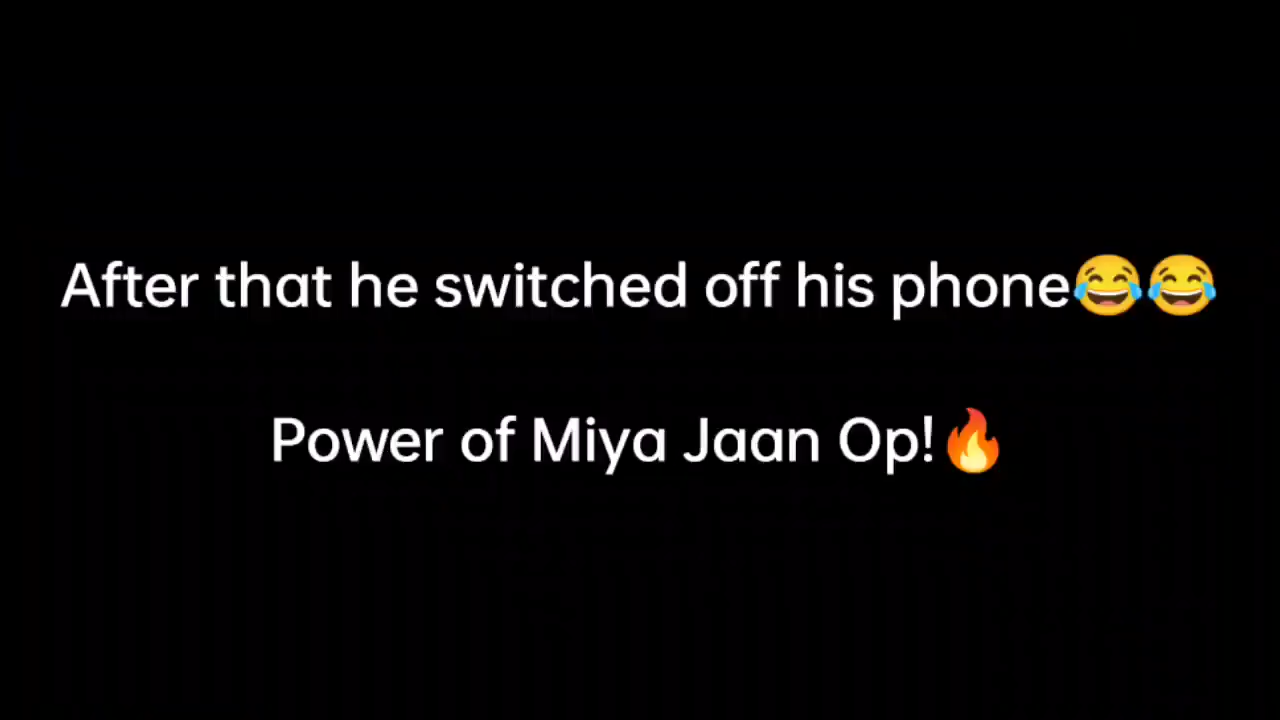 After that he switched off his phone😂😂
Power of Miya Jaan Op!🔥